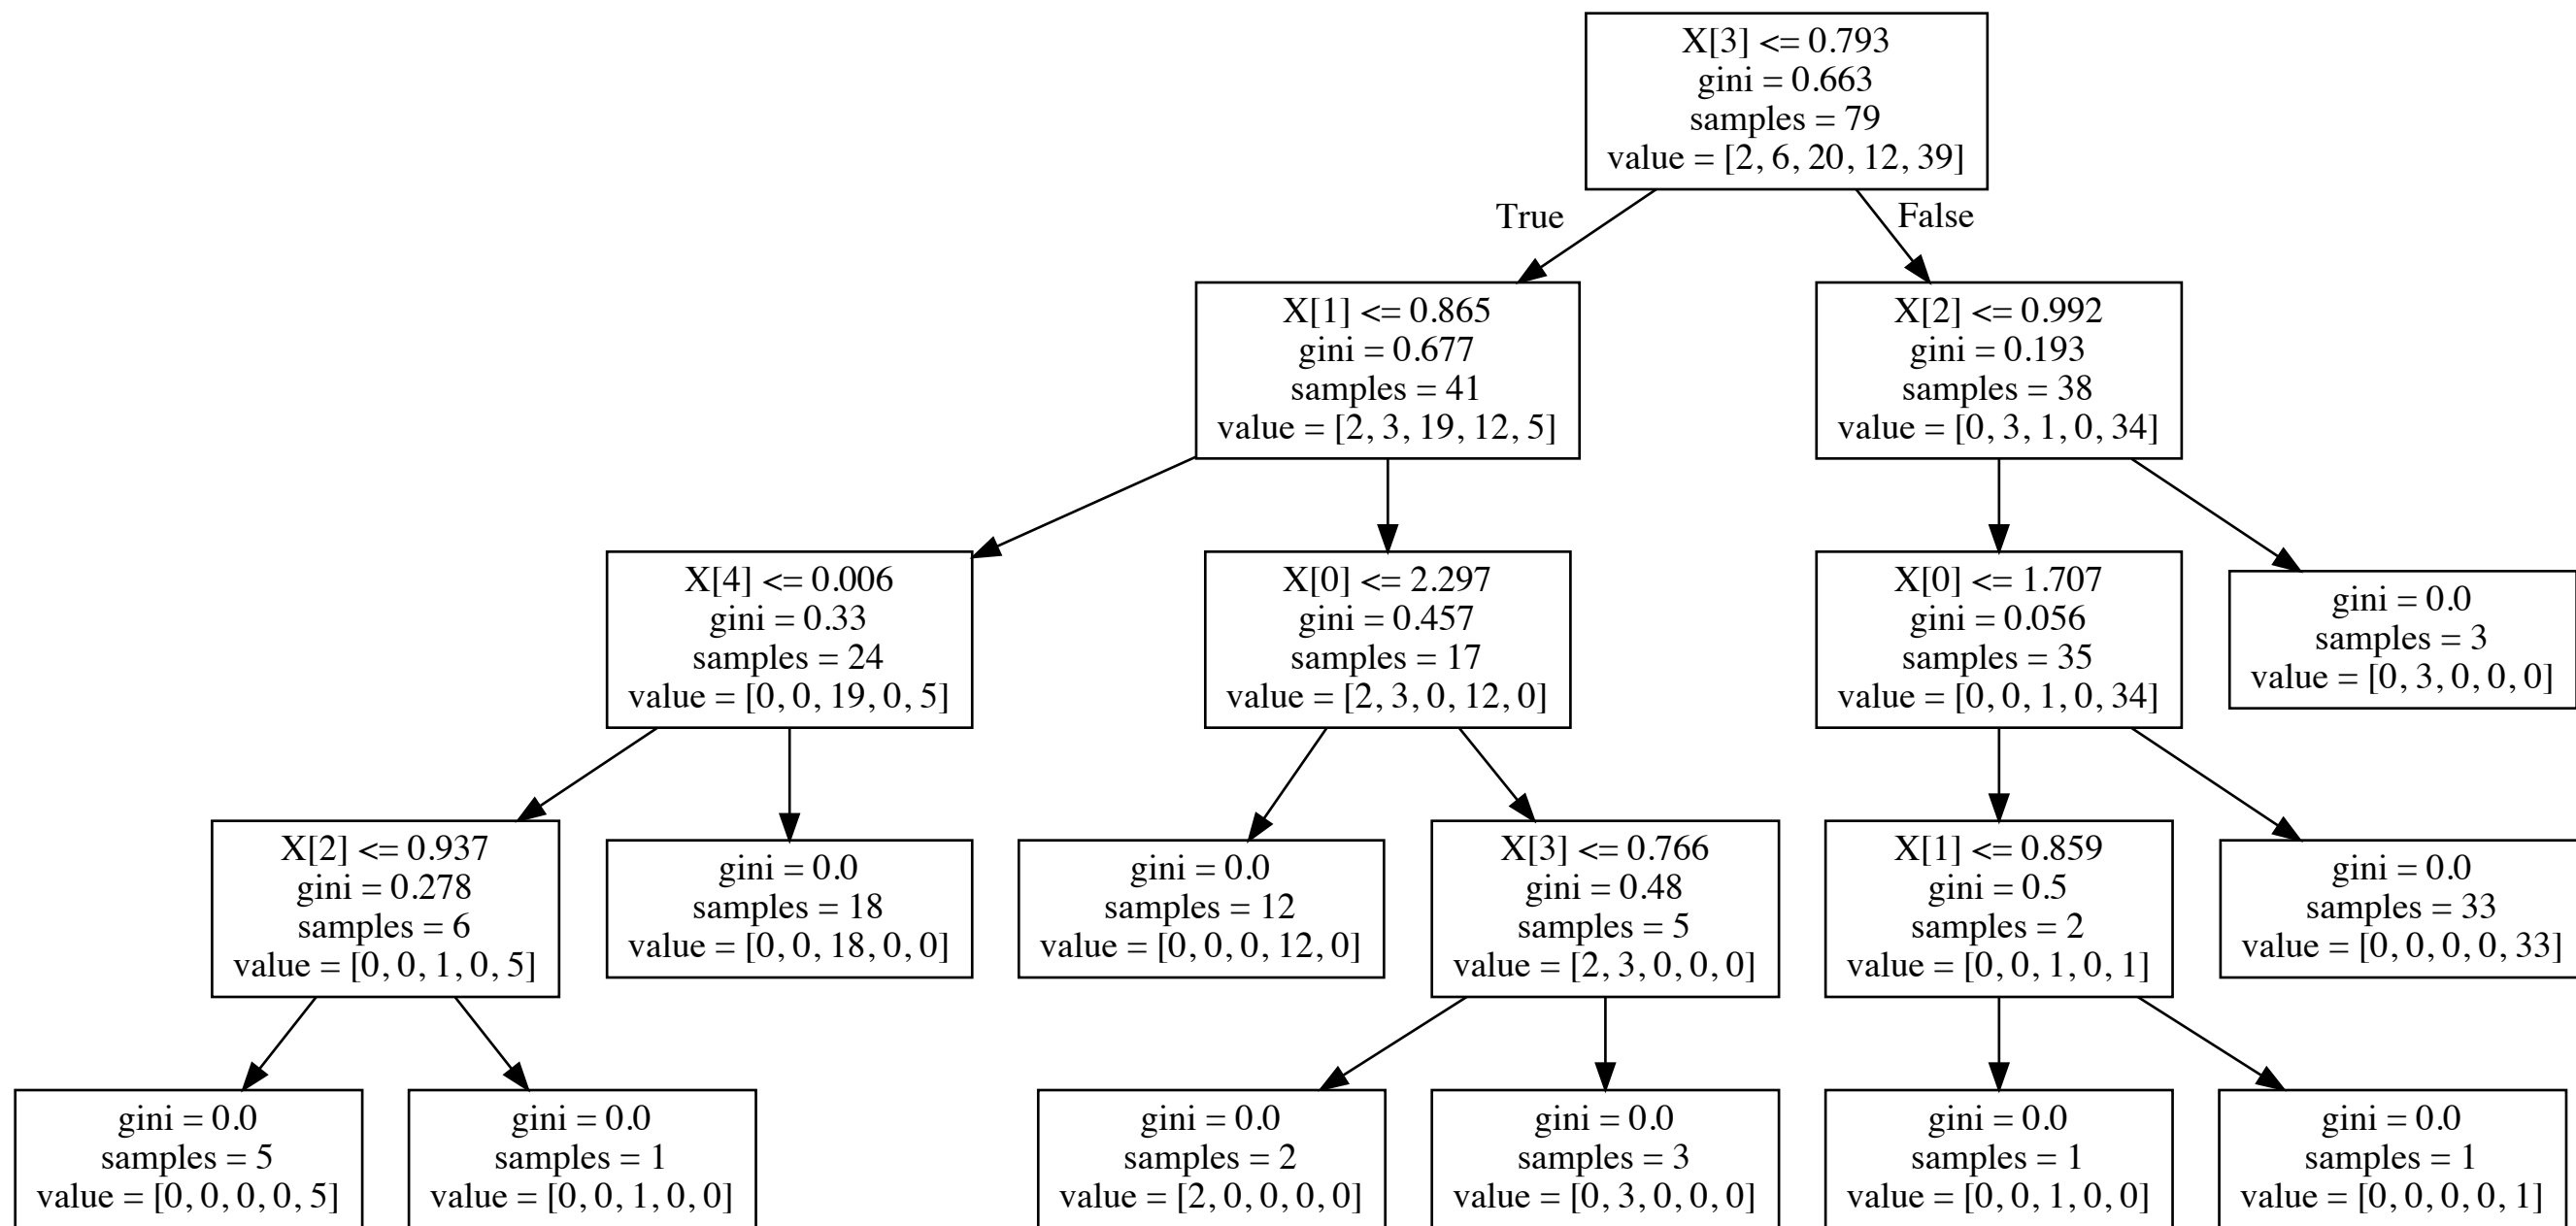 X[3] <= 0.793
gini = 0.663
samples = 79
value = [2, 6, 20, 12, 39]
True
False
X[1] <= 0.865
gini = 0.677
samples = 41
value = [2, 3, 19, 12, 5]
X[2] <= 0.992
gini = 0.193
samples = 38
value = [0, 3, 1, 0, 34]
X[4] <= 0.006
gini = 0.33
samples = 24
value = [0, 0, 19, 0, 5]
X[0] <= 2.297
gini = 0.457
samples = 17
value = [2, 3, 0, 12, 0]
X[0] <= 1.707
gini = 0.056
samples = 35
value = [0, 0, 1, 0, 34]
gini = 0.0
samples = 3
value = [0, 3, 0, 0, 0]
X[2] <= 0.937
gini = 0.278
samples = 6
value = [0, 0, 1, 0, 5]
gini = 0.0
samples = 18
value = [0, 0, 18, 0, 0]
gini = 0.0
samples = 12
value = [0, 0, 0, 12, 0]
X[3] <= 0.766
gini = 0.48
samples = 5
value = [2, 3, 0, 0, 0]
X[1] <= 0.859
gini = 0.5
samples = 2
value = [0, 0, 1, 0, 1]
gini = 0.0
samples = 33
value = [0, 0, 0, 0, 33]
gini = 0.0
samples = 5
value = [0, 0, 0, 0, 5]
gini = 0.0
samples = 1
value = [0, 0, 1, 0, 0]
gini = 0.0
samples = 2
value = [2, 0, 0, 0, 0]
gini = 0.0
samples = 3
value = [0, 3, 0, 0, 0]
gini = 0.0
samples = 1
value = [0, 0, 1, 0, 0]
gini = 0.0
samples = 1
value = [0, 0, 0, 0, 1]